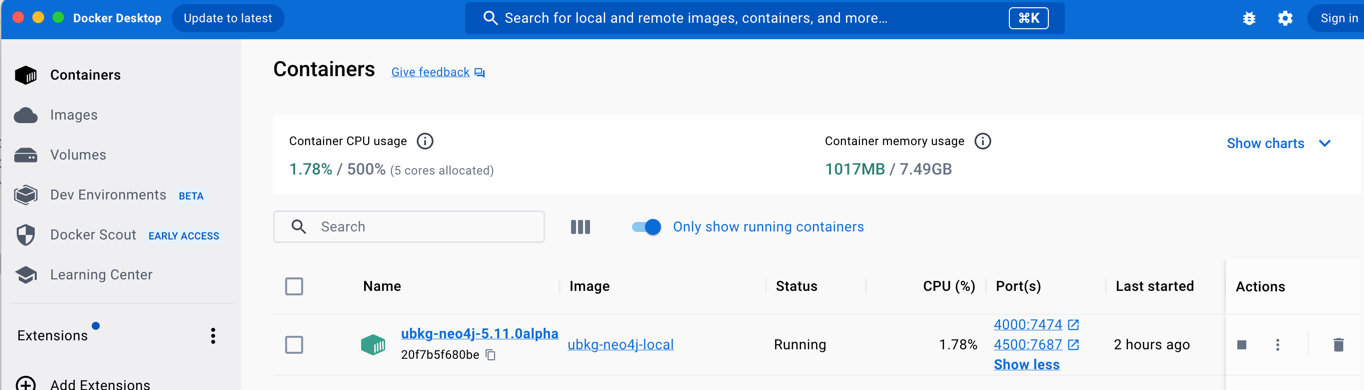 Docker Desktop Update to latest Search for local and remote images, containers, and more... ⌘K Sign in
Containers
Images
Volumes
Dev Environments BETA
Docker Scout EARLY ACCESS
Learning Center
Extensions
Add Extensions
Containers Give feedback
Container CPU usage
1.78% / 500% (5 cores allocated)
Container memory usage
1017MB / 7.49GB
Show charts
Search
Only show running containers
Name Image Status CPU (%) Port(s) Last started Actions
ubkg-neo4j-5.11.0alpha
20f7b5f680be
ubkg-neo4j-local Running 1.78%
4000:7474
4500:7687
Show less
2 hours ago